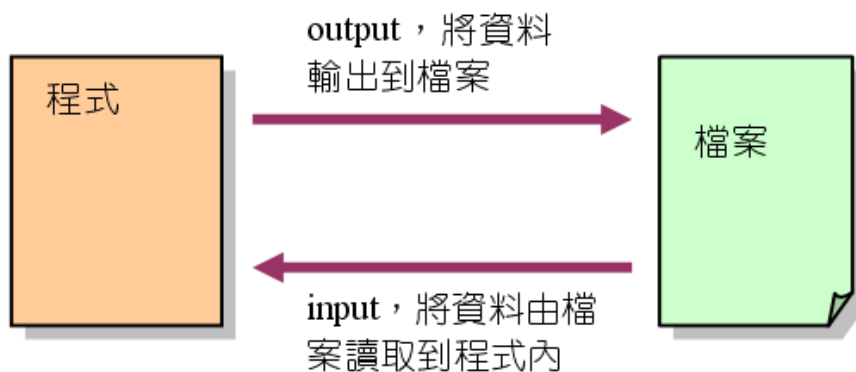 output，將資料
輸出到檔案
程式
檔案
input，將資料由檔
案讀取到程式內